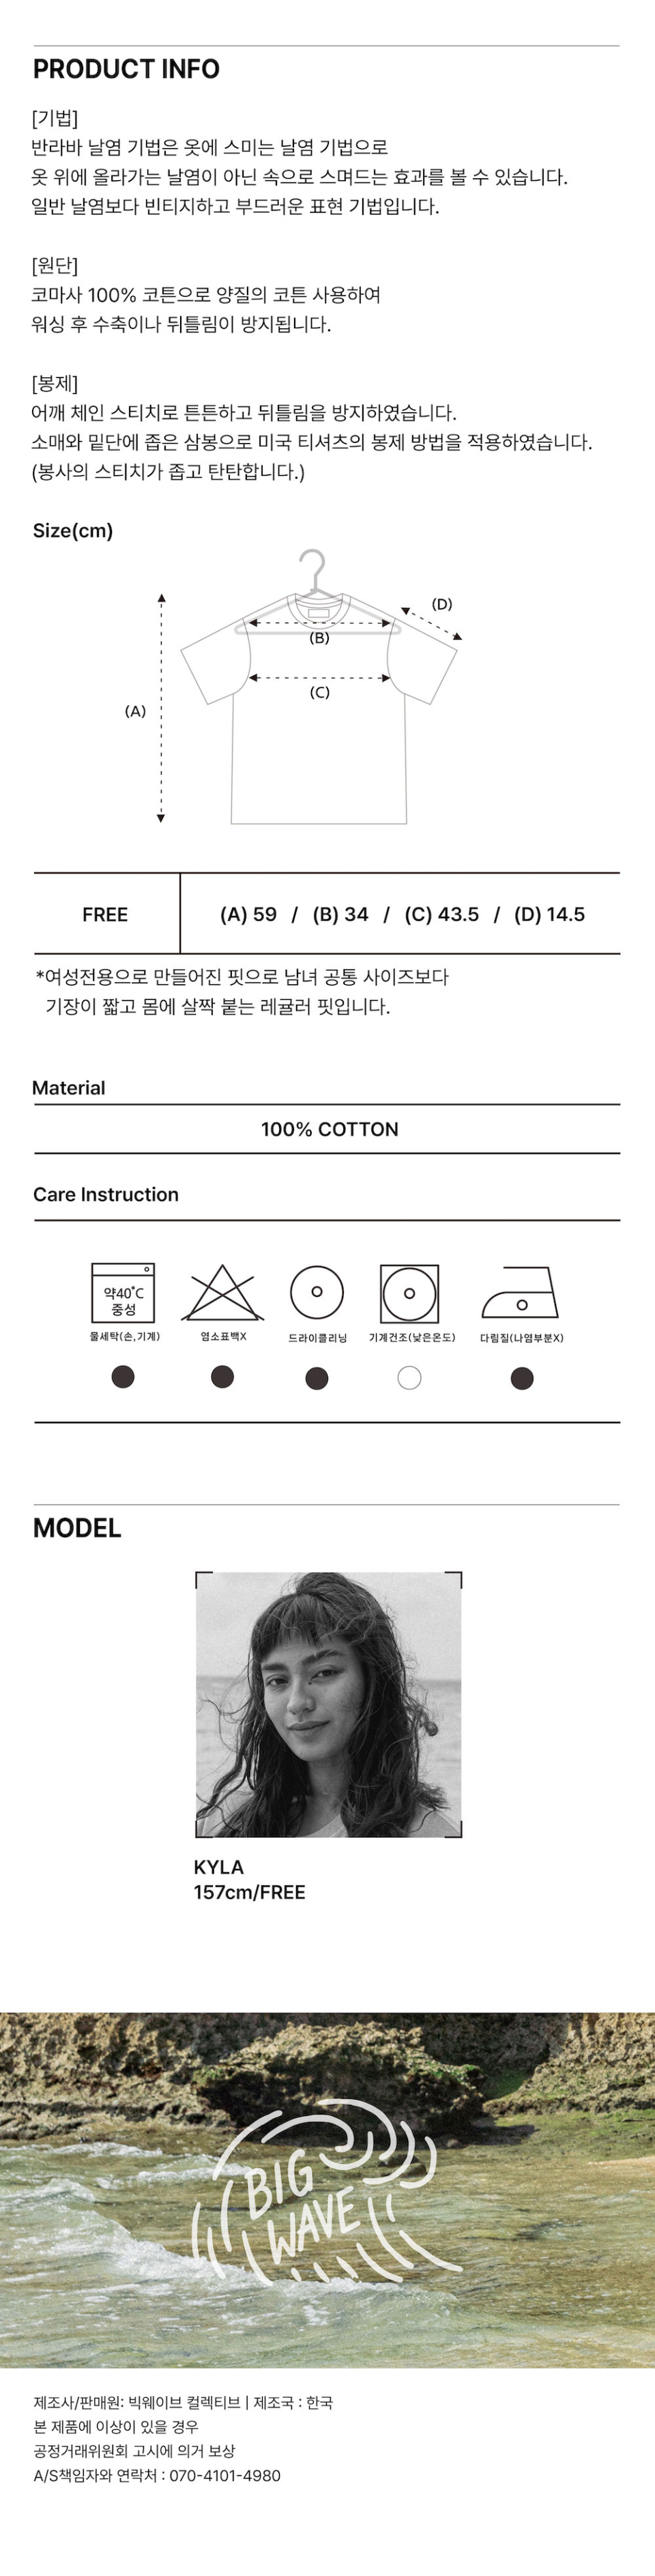 PRODUCT INFO
[기법]
반라바 날염 기법은 옷에 스미는 날염 기법으로
옷 위에 올라가는 날염이 아닌 속으로 스며드는 효과를 볼 수 있습니다.
일반 날염보다 빈티지하고 부드러운 표현 기법입니다.
[원단]
코마사 100% 코튼으로 양질의 코튼 사용하여
워싱 후 수축이나 뒤틀림이 방지됩니다.
[봉제]
어깨 체인 스티치로 튼튼하고 뒤틀림을 방지하였습니다.
소매와 밑단에 좁은 삼봉으로 미국 티셔츠의 봉제 방법을 적용하였습니다.
(봉사의 스티치가 좁고 탄탄합니다.)
Size(cm)
(D)
(B)
(C)
(A)
FREE (A) 59 / (B) 34 / (C) 43.5 / (D) 14.5
*여성전용으로 만들어진 핏으로 남녀 공통 사이즈보다
기장이 짧고 몸에 살짝 붙는 레귤러 핏입니다.
Material
100% COTTON
Care Instruction
약40°C
중성
물세탁(손,기계) 염소표백X 드라이클리닝 기계건조(낮은온도) 다림질(나염부분X)
MODEL
KYLA
157cm/FREE
BIG
WAVE
제조사/판매원: 빅웨이브 컬렉티브 | 제조국 : 한국
본 제품에 이상이 있을 경우
공정거래위원회 고시에 의거 보상
A/S책임자와 연락처 : 070-4101-4980